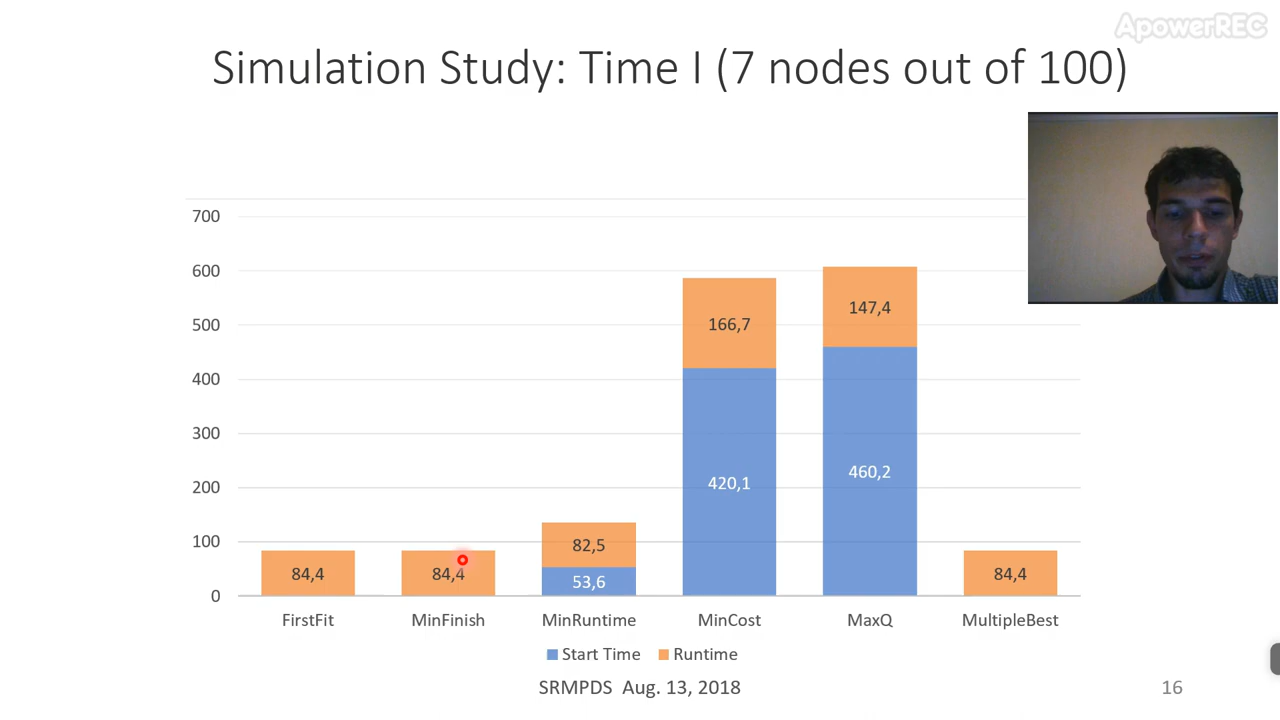 ApowerREC
Simulation Study: Time I (7 nodes out of 100)
700
600
500
400
300
200
100
0
166,7
147,4
420,1
460,2
84,4
84,4
82,5
53,6
84,4
FirstFit
MinFinish
MinRuntime
MinCost
MaxQ
MultipleBest
Start Time
Runtime
SRMPDS Aug. 13, 2018
16